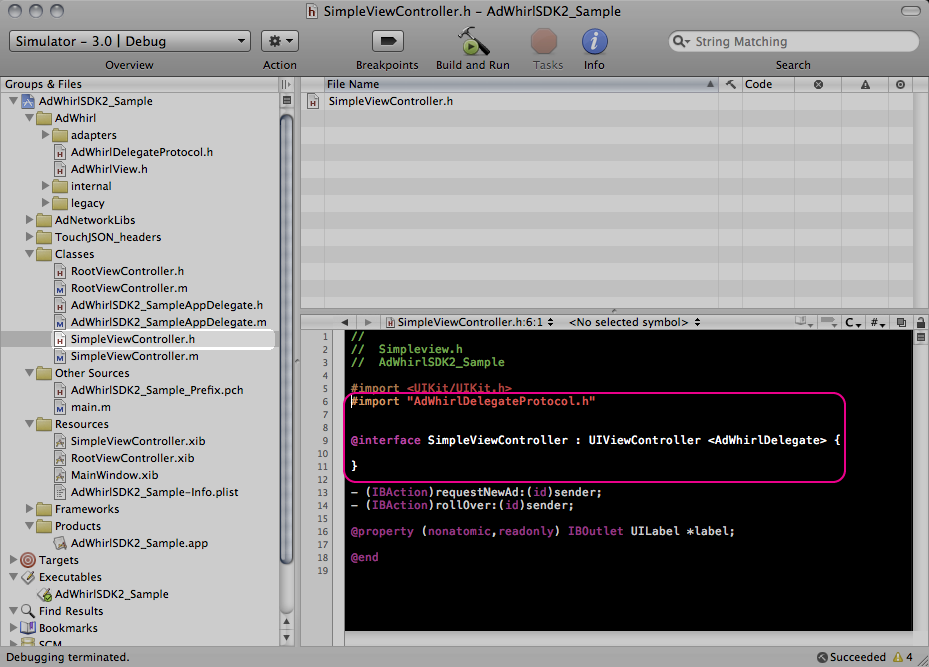 SimpleViewController.h - AdWhirlSDK2_Sample
Simulator - 3.0 | Debug
String Matching
Overview
Action
Breakpoints
Build and Run
Tasks
Info
Search
Groups & Files
AdWhirlSDK2_Sample
AdWhirl
adapters
AdWhirlDelegateProtocol.h
AdWhirlView.h
internal
legacy
AdNetworkLibs
TouchJSON_headers
Classes
RootViewController.h
RootViewController.m
AdWhirlSDK2_SampleAppDelegate.h
AdWhirlSDK2_SampleAppDelegate.m
SimpleViewController.h
SimpleViewController.m
Other Sources
AdWhirlSDK2_Sample_Prefix.pch
main.m
Resources
SimpleViewController.xib
RootViewController.xib
MainWindow.xib
AdWhirlSDK2_Sample-Info.plist
Frameworks
Products
AdWhirlSDK2_Sample.app
Targets
Executables
AdWhirlSDK2_Sample
Find Results
Bookmarks
SCM
File Name
Code
SimpleViewController.h
SimpleViewController.h:6:1
<No selected symbol>
C
#
1 //
2 // Simpleview.h
3 // AdWhirlSDK2_Sample
4
5 #import <UIKit/UIKit.h>
6 #import "AdWhirlDelegateProtocol.h"
7
8
9 @interface SimpleViewController : UIViewController <AdWhirlDelegate> {
10
11 }
12
13 - (IBAction)requestNewAd:(id)sender;
14 - (IBAction)rollOver:(id)sender;
15
16 @property (nonatomic,readonly) IBOutlet UILabel *label;
17
18 @end
19
Debugging terminated.
Succeeded
4